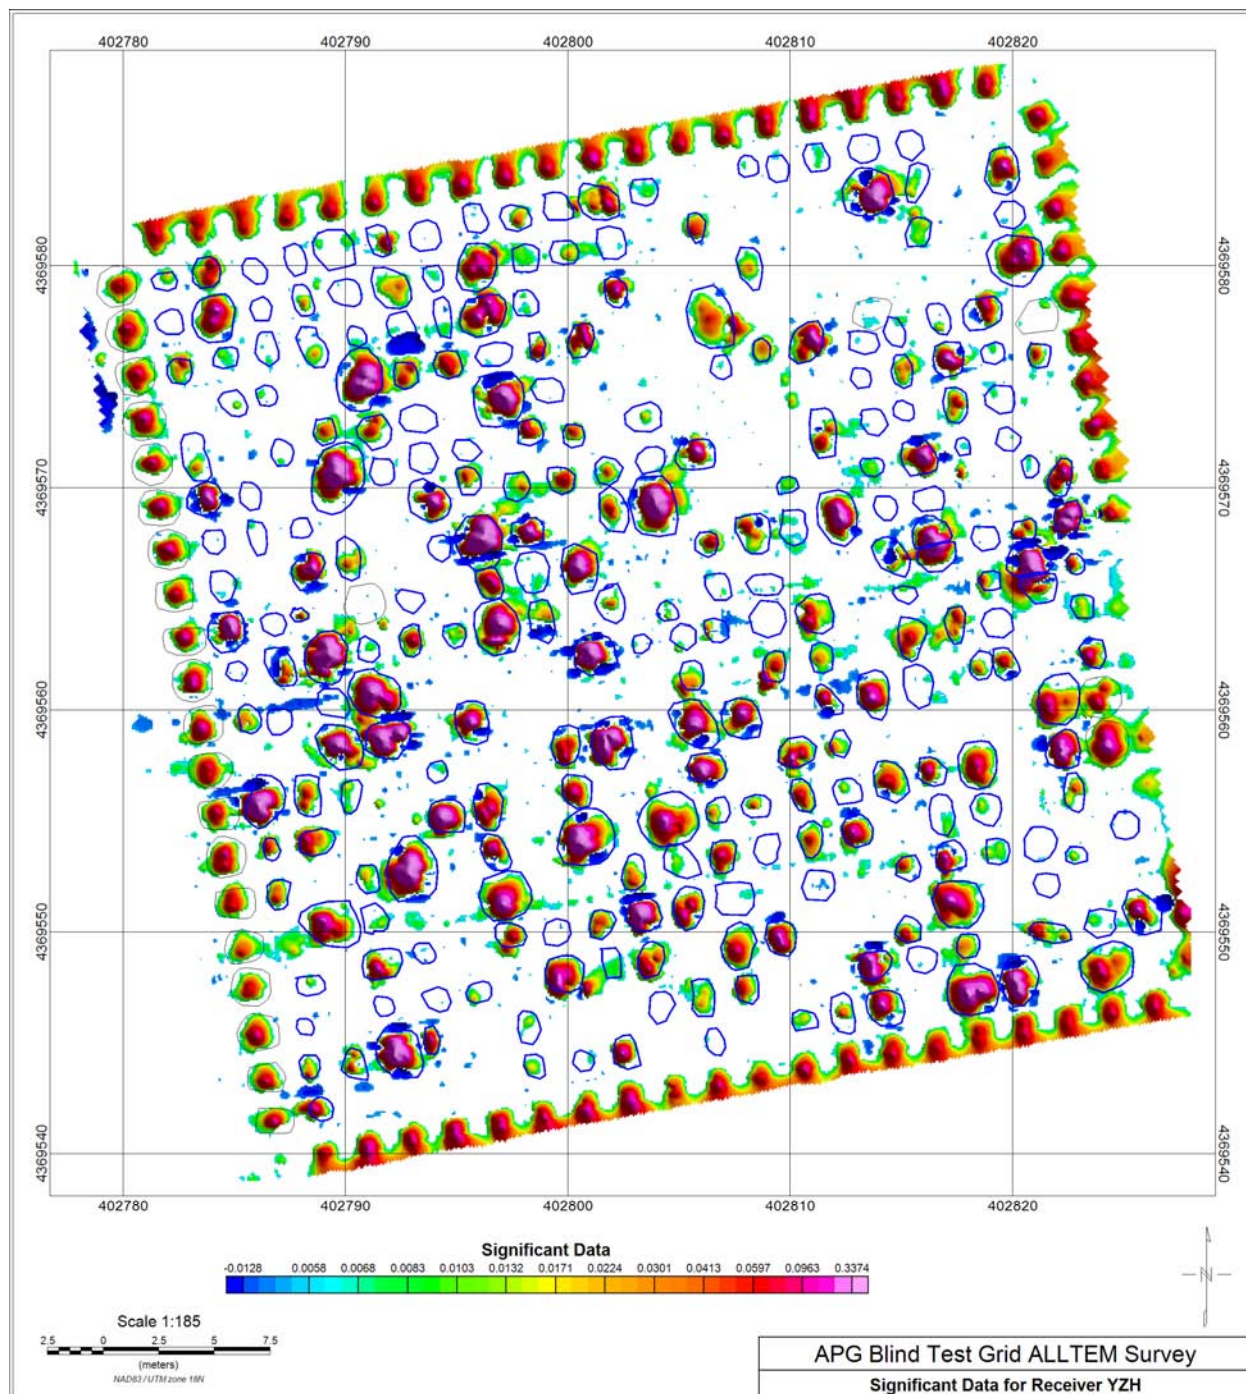 402780 402790 402800 402810 402820
4369580 4369580
4369570 4369570
4369560 4369560
4369550 4369550
4369540 4369540
402780 402790 402800 402810 402820
Significant Data
-0.0128 0.0058 0.0068 0.0083 0.0103 0.0132 0.0171 0.0224 0.0301 0.0413 0.0597 0.0963 0.3374
N
Scale 1:185
2.5 0 2.5 5 7.5
(meters)
NAD83 / UTM zone 18N
APG Blind Test Grid ALLTEM Survey
Significant Data for Receiver YZH